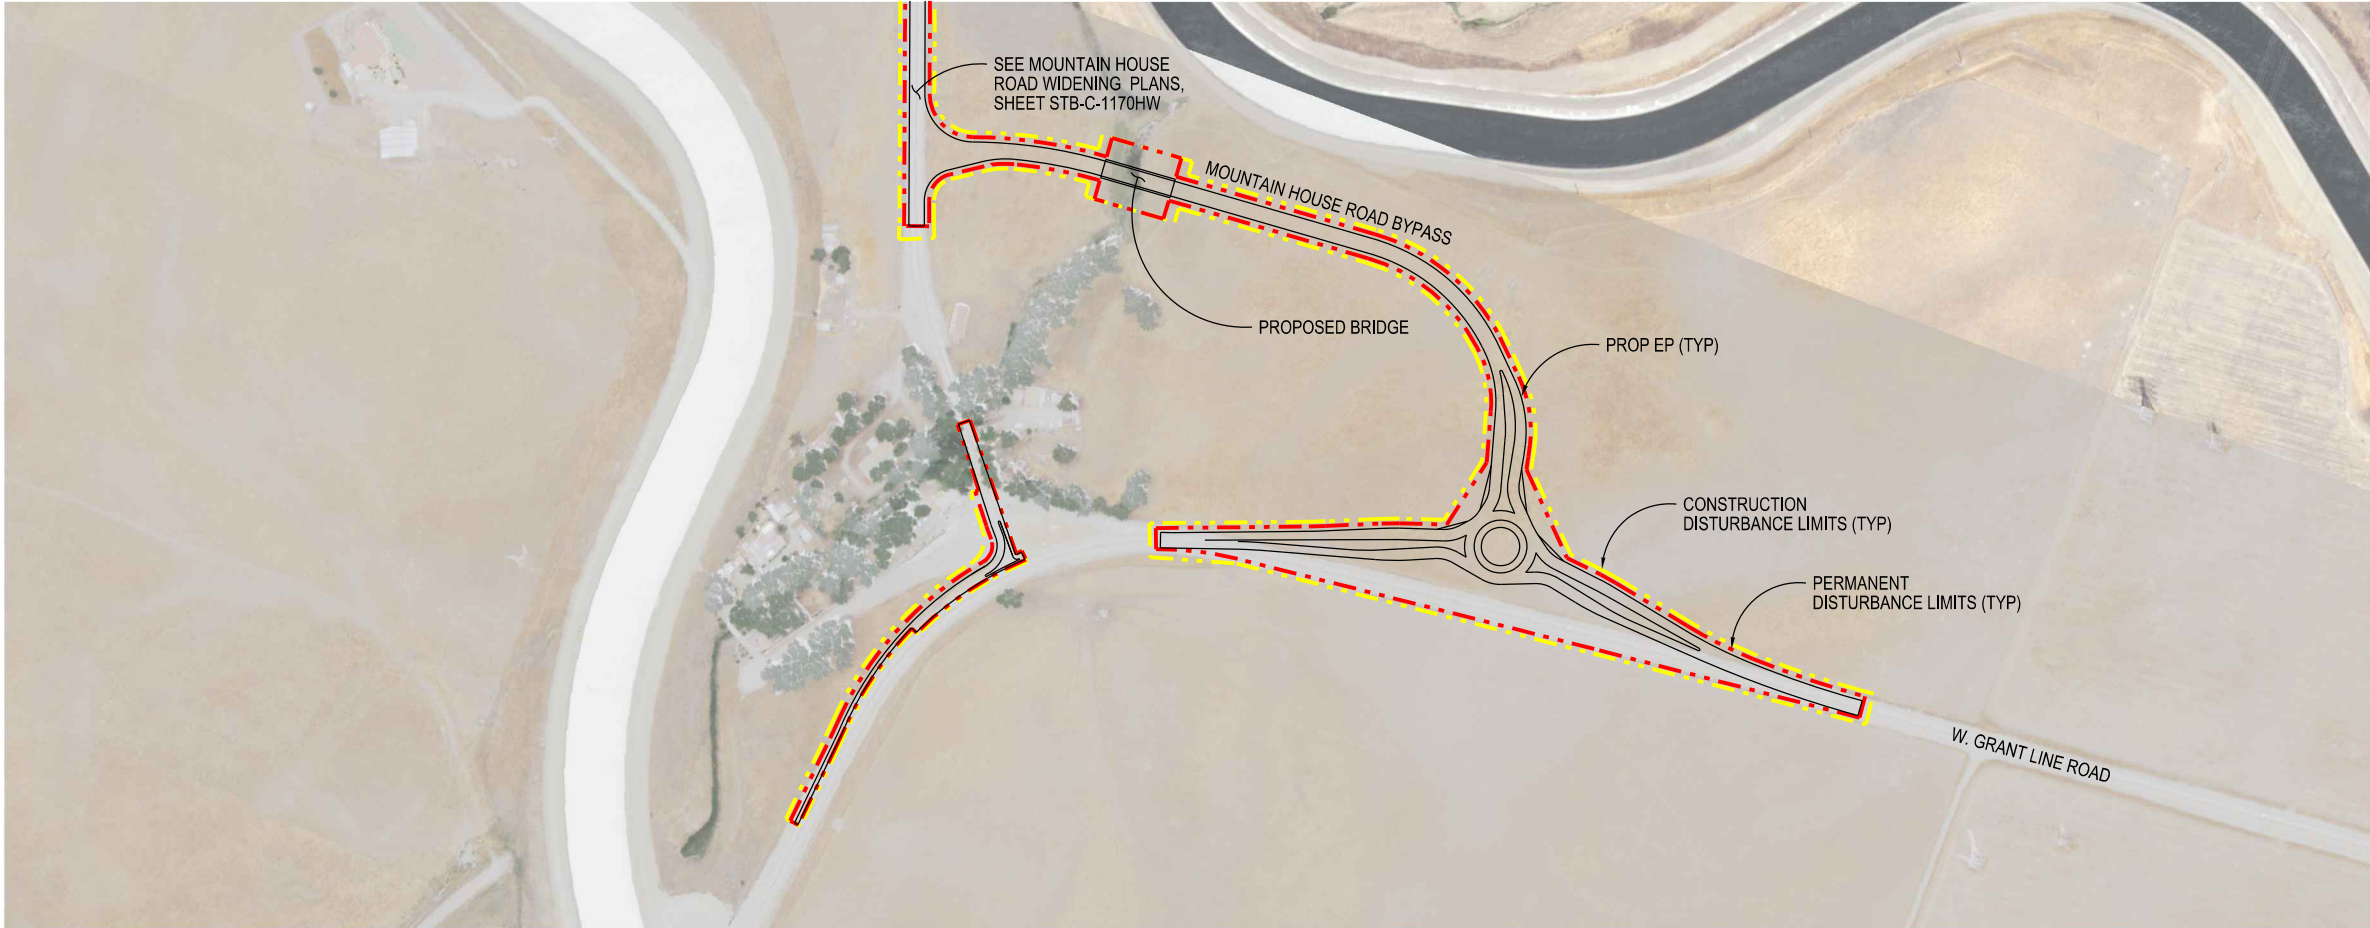 SEE MOUNTAIN HOUSE
ROAD WIDENING PLANS,
SHEET STB-C-1170HW
MOUNTAIN HOUSE ROAD BYPASS
PROPOSED BRIDGE
PROP EP (TYP)
CONSTRUCTION
DISTURBANCE LIMITS (TYP)
PERMANENT
DISTURBANCE LIMITS (TYP)
W. GRANT LINE ROAD